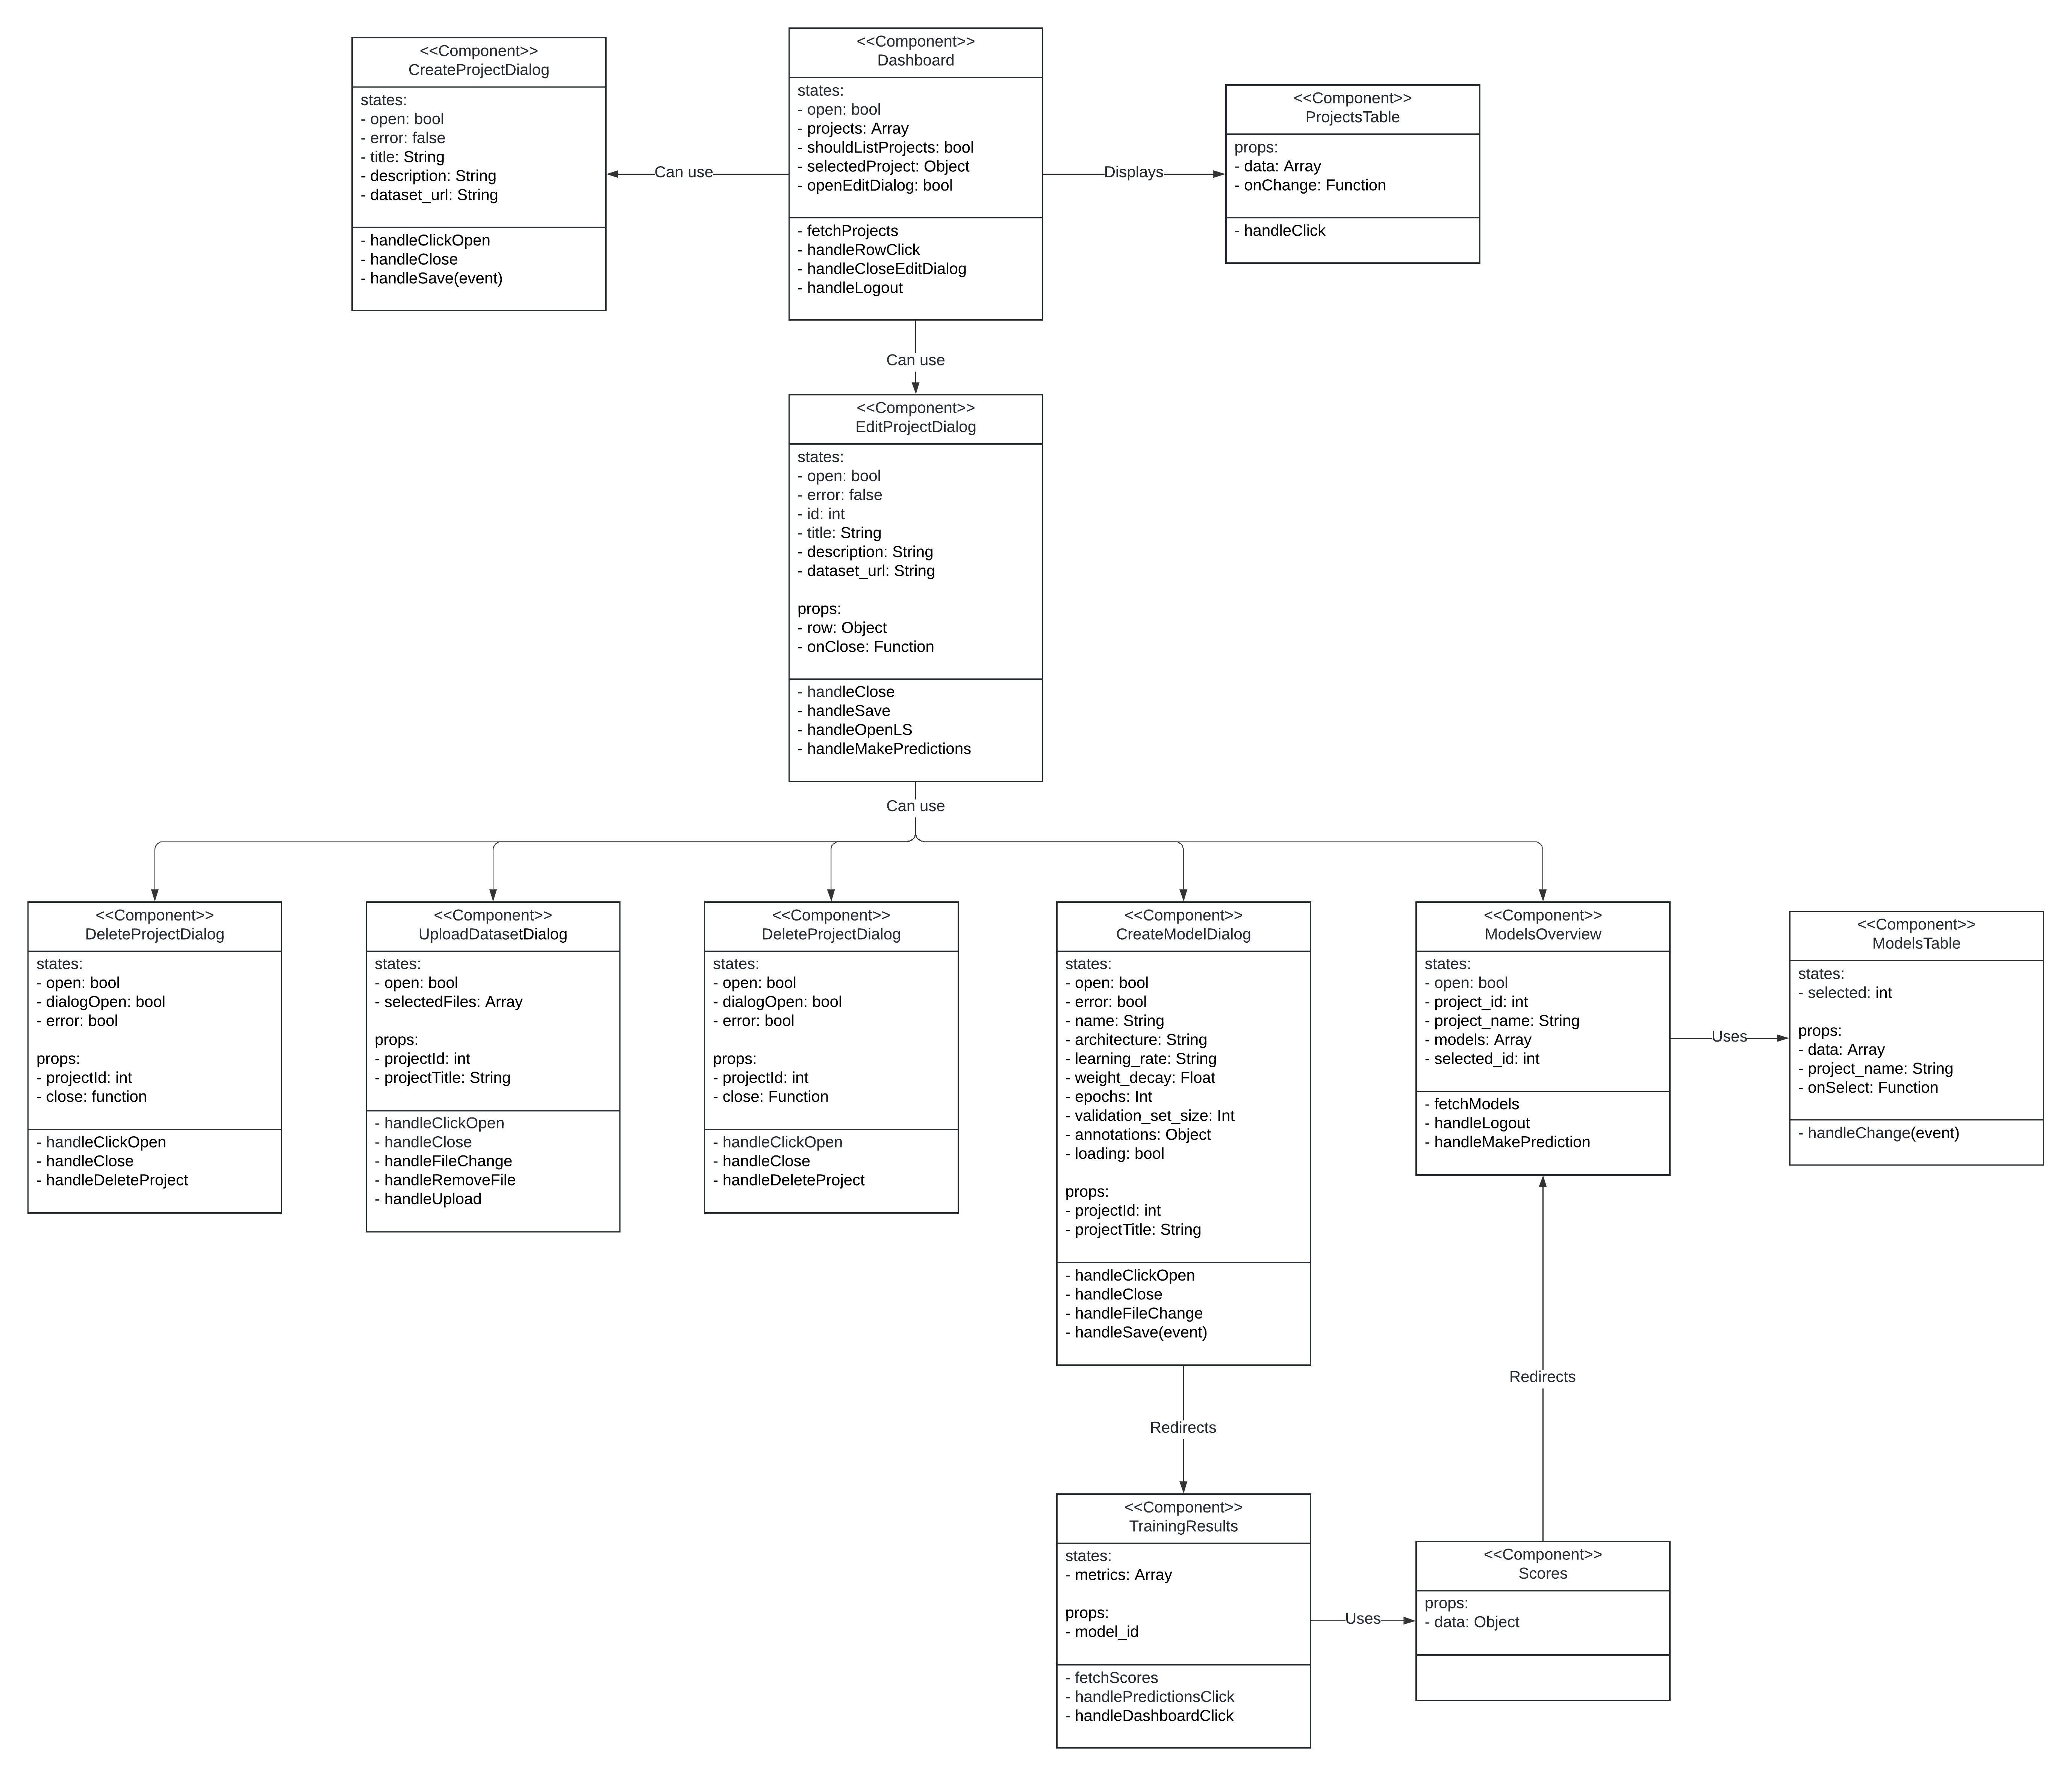 <<Component>>
CreateProjectDialog
states:
- open: bool
- error: false
- title: String
- description: String
- dataset_url: String
- handleClickOpen
- handleClose
- handleSave(event)
Can use
<<Component>>
Dashboard
states:
- open: bool
- projects: Array
- shouldListProjects: bool
- selectedProject: Object
- openEditDialog: bool
- fetchProjects
- handleRowClick
- handleCloseEditDialog
- handleLogout
Displays
<<Component>>
ProjectsTable
props:
- data: Array
- onChange: Function
- handleClick
Can use
<<Component>>
EditProjectDialog
states:
- open: bool
- error: false
- id: int
- title: String
- description: String
- dataset_url: String
props:
- row: Object
- onClose: Function
- handleClose
- handleSave
- handleOpenLS
- handleMakePredictions
Can use
<<Component>>
DeleteProjectDialog
states:
- open: bool
- dialogOpen: bool
- error: bool
props:
- projectId: int
- close: function
- handleClickOpen
- handleClose
- handleDeleteProject
<<Component>>
UploadDatasetDialog
states:
- open: bool
- selectedFiles: Array
props:
- projectId: int
- projectTitle: String
- handleClickOpen
- handleClose
- handleFileChange
- handleRemoveFile
- handleUpload
<<Component>>
DeleteProjectDialog
states:
- open: bool
- dialogOpen: bool
- error: bool
props:
- projectId: int
- close: Function
- handleClickOpen
- handleClose
- handleDeleteProject
<<Component>>
CreateModelDialog
states:
- open: bool
- error: bool
- name: String
- architecture: String
- learning_rate: String
- weight_decay: Float
- epochs: Int
- validation_set_size: Int
- annotations: Object
- loading: bool
props:
- projectId: int
- projectTitle: String
- handleClickOpen
- handleClose
- handleFileChange
- handleSave(event)
<<Component>>
ModelsOverview
states:
- open: bool
- project_id: int
- project_name: String
- models: Array
- selected_id: int
- fetchModels
- handleLogout
- handleMakePrediction
Uses
<<Component>>
ModelsTable
states:
- selected: int
props:
- data: Array
- project_name: String
- onSelect: Function
- handleChange(event)
Redirects
Redirects
<<Component>>
TrainingResults
states:
- metrics: Array
props:
- model_id
- fetchScores
- handlePredictionsClick
- handleDashboardClick
Uses
<<Component>>
Scores
props:
- data: Object